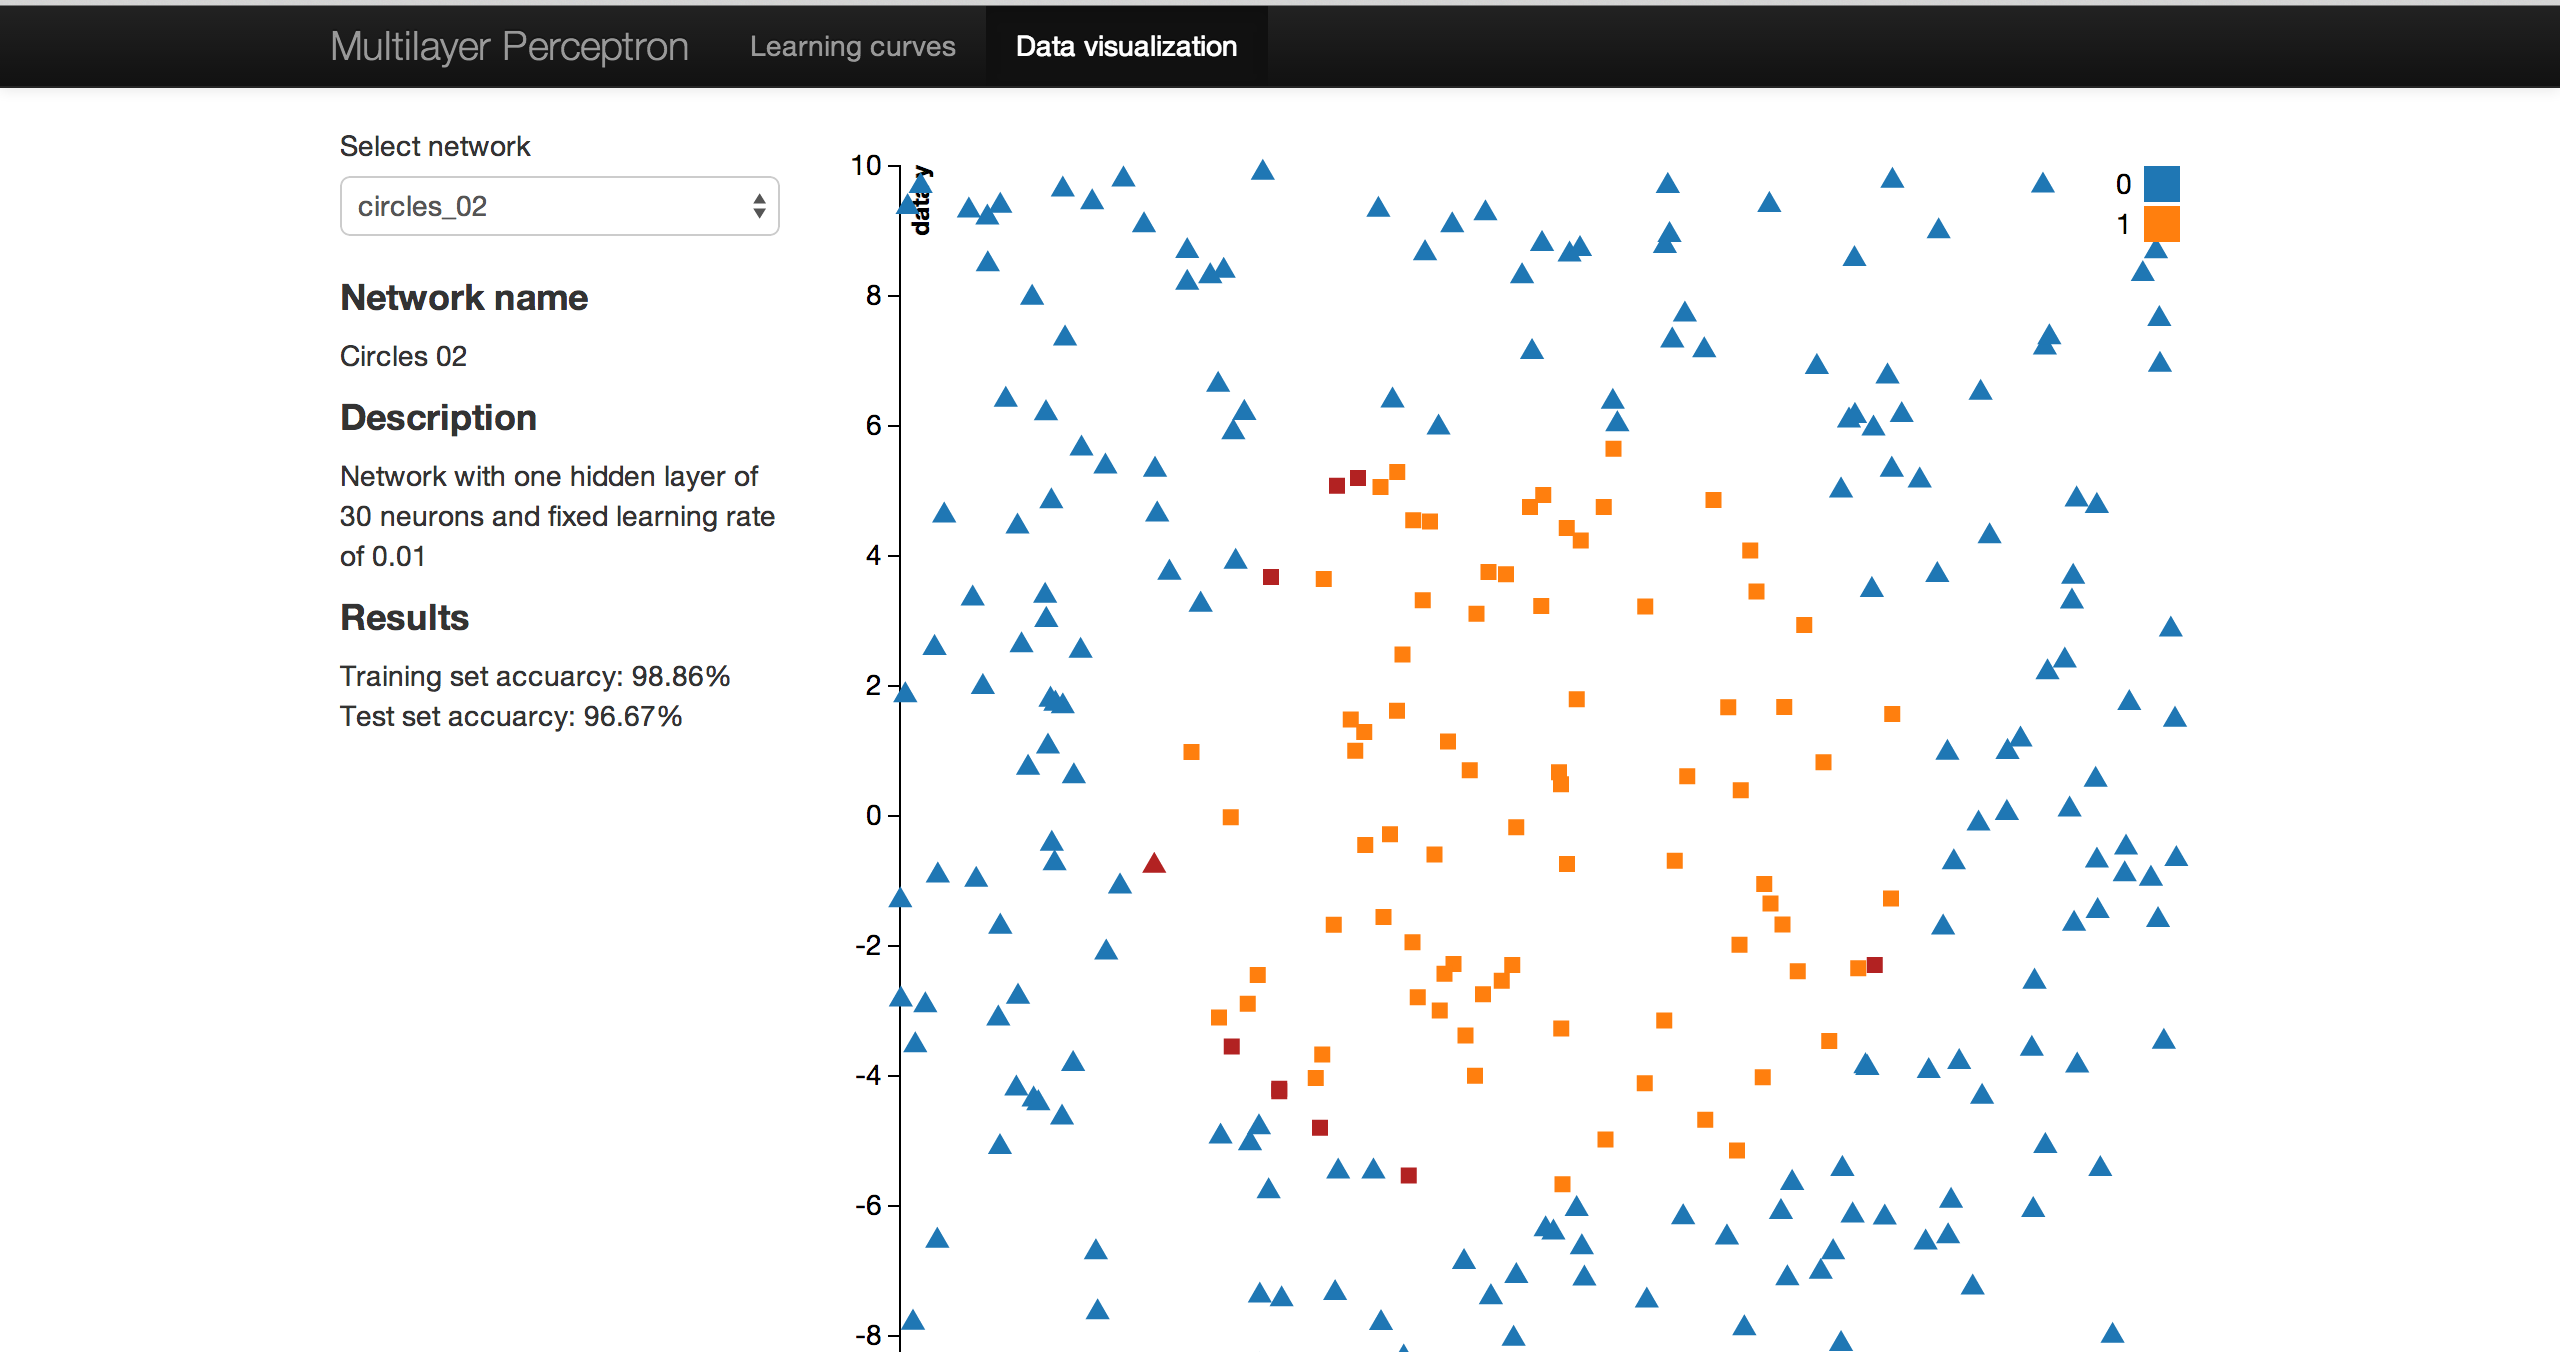 Multilayer Perceptron Learning curves Data visualization
Select network
circles_02
Network name
Circles 02
Description
Network with one hidden layer of
30 neurons and fixed learning rate
of 0.01
Results
Training set accuarcy: 98.86%
Test set accuarcy: 96.67%
data y
0
1
10
8
6
4
2
0
-2
-4
-6
-8